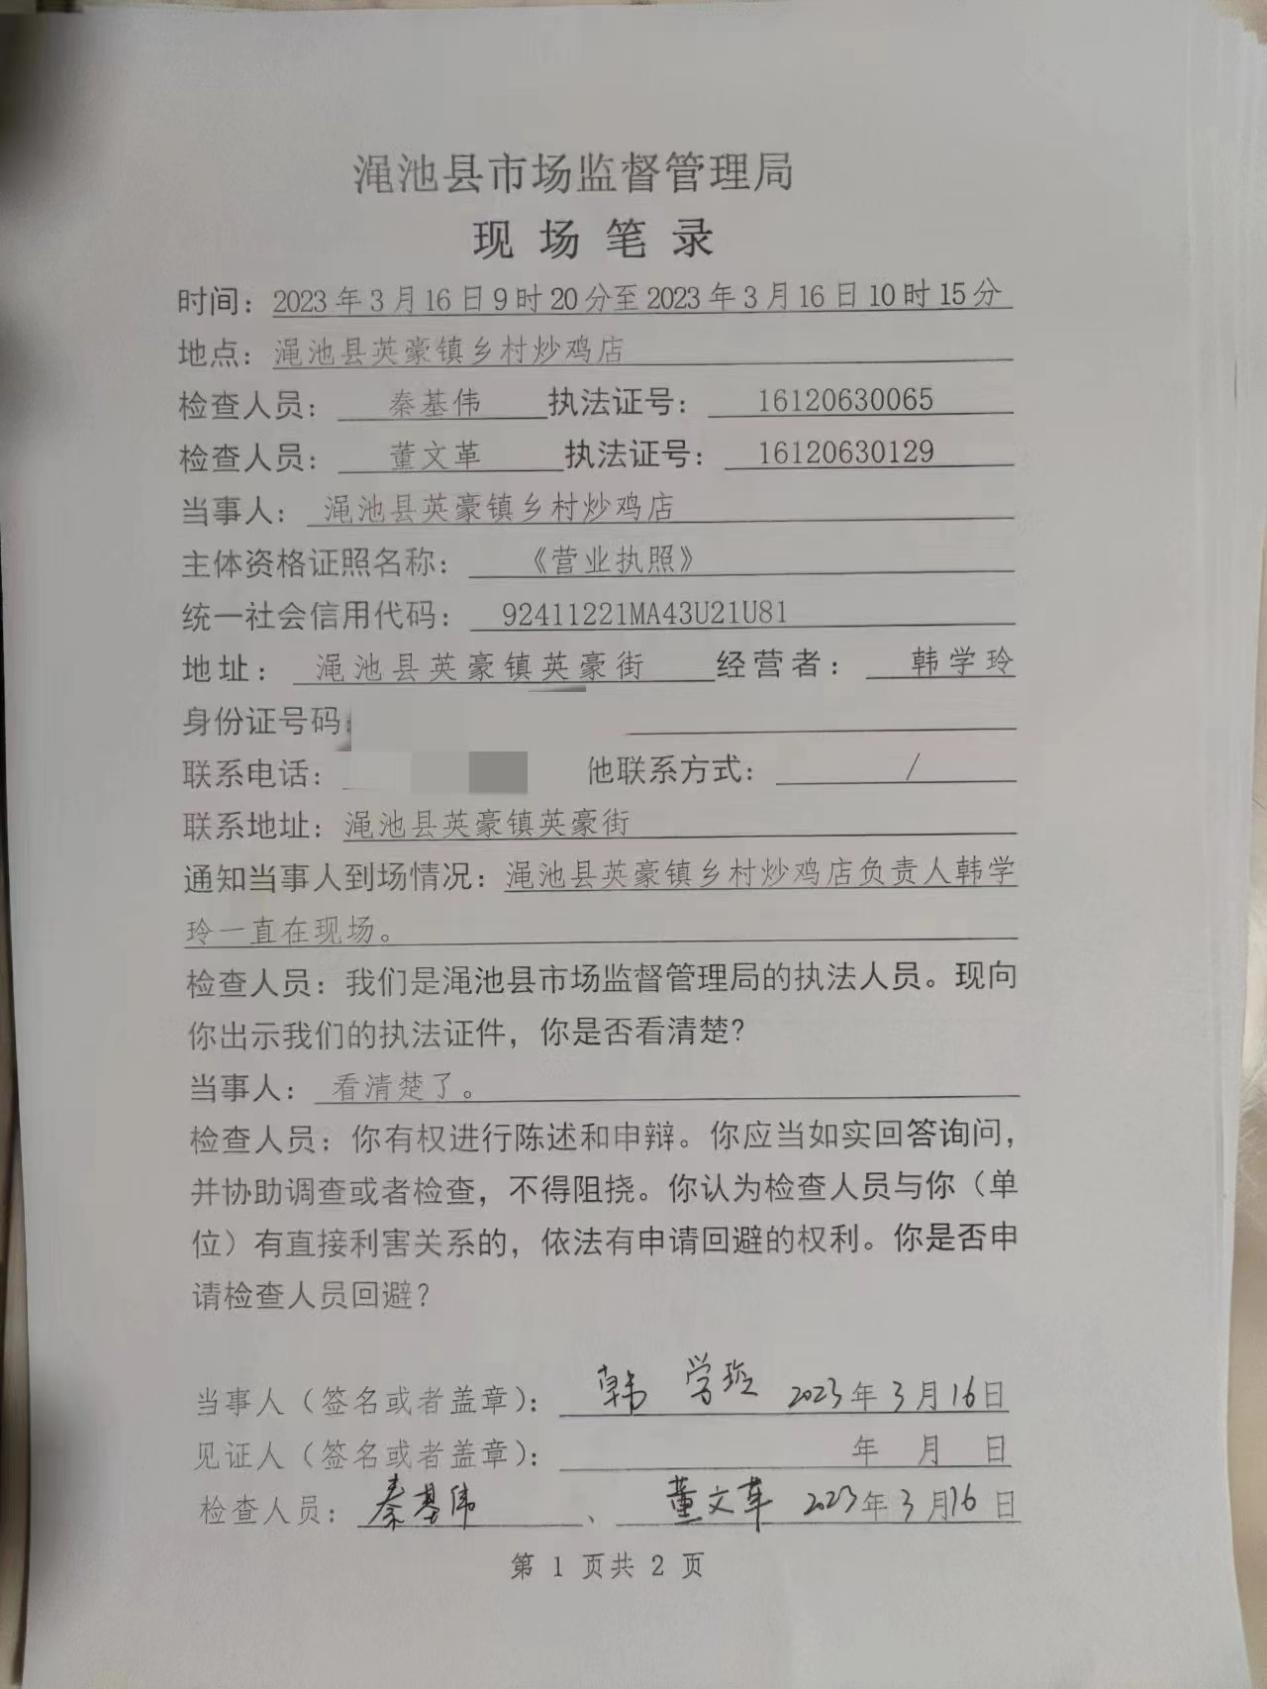 渑池县市场监督管理局
现场笔录
时间：2023年3月16日9时20分至2023年3月16日10时15分
地点：渑池县英豪镇乡村炒鸡店
检查人员：秦基伟 执法证号：16120630065
检查人员：董文革 执法证号：16120630129
当事人：渑池县英豪镇乡村炒鸡店
主体资格证照名称：《营业执照》
统一社会信用代码：92411221MA43U21U81
地址：渑池县英豪镇英豪街 经营者：韩学玲
身份证号码：
联系电话： 他联系方式：/
联系地址：渑池县英豪镇英豪街
通知当事人到场情况：渑池县英豪镇乡村炒鸡店负责人韩学
玲一直在现场。
检查人员：我们是渑池县市场监督管理局的执法人员。现向
你出示我们的执法证件，你是否看清楚？
当事人：看清楚了。
检查人员：你有权进行陈述和申辩。你应当如实回答询问，
并协助调查或者检查，不得阻挠。你认为检查人员与你（单
位）有直接利害关系的，依法有申请回避的权利。你是否申
请检查人员回避？
当事人（签名或者盖章）：韩学玲 2023年3月16日
见证人（签名或者盖章）： 年 月 日
检查人员：秦基伟、董文革 2023年3月16日
第 1 页共 2 页